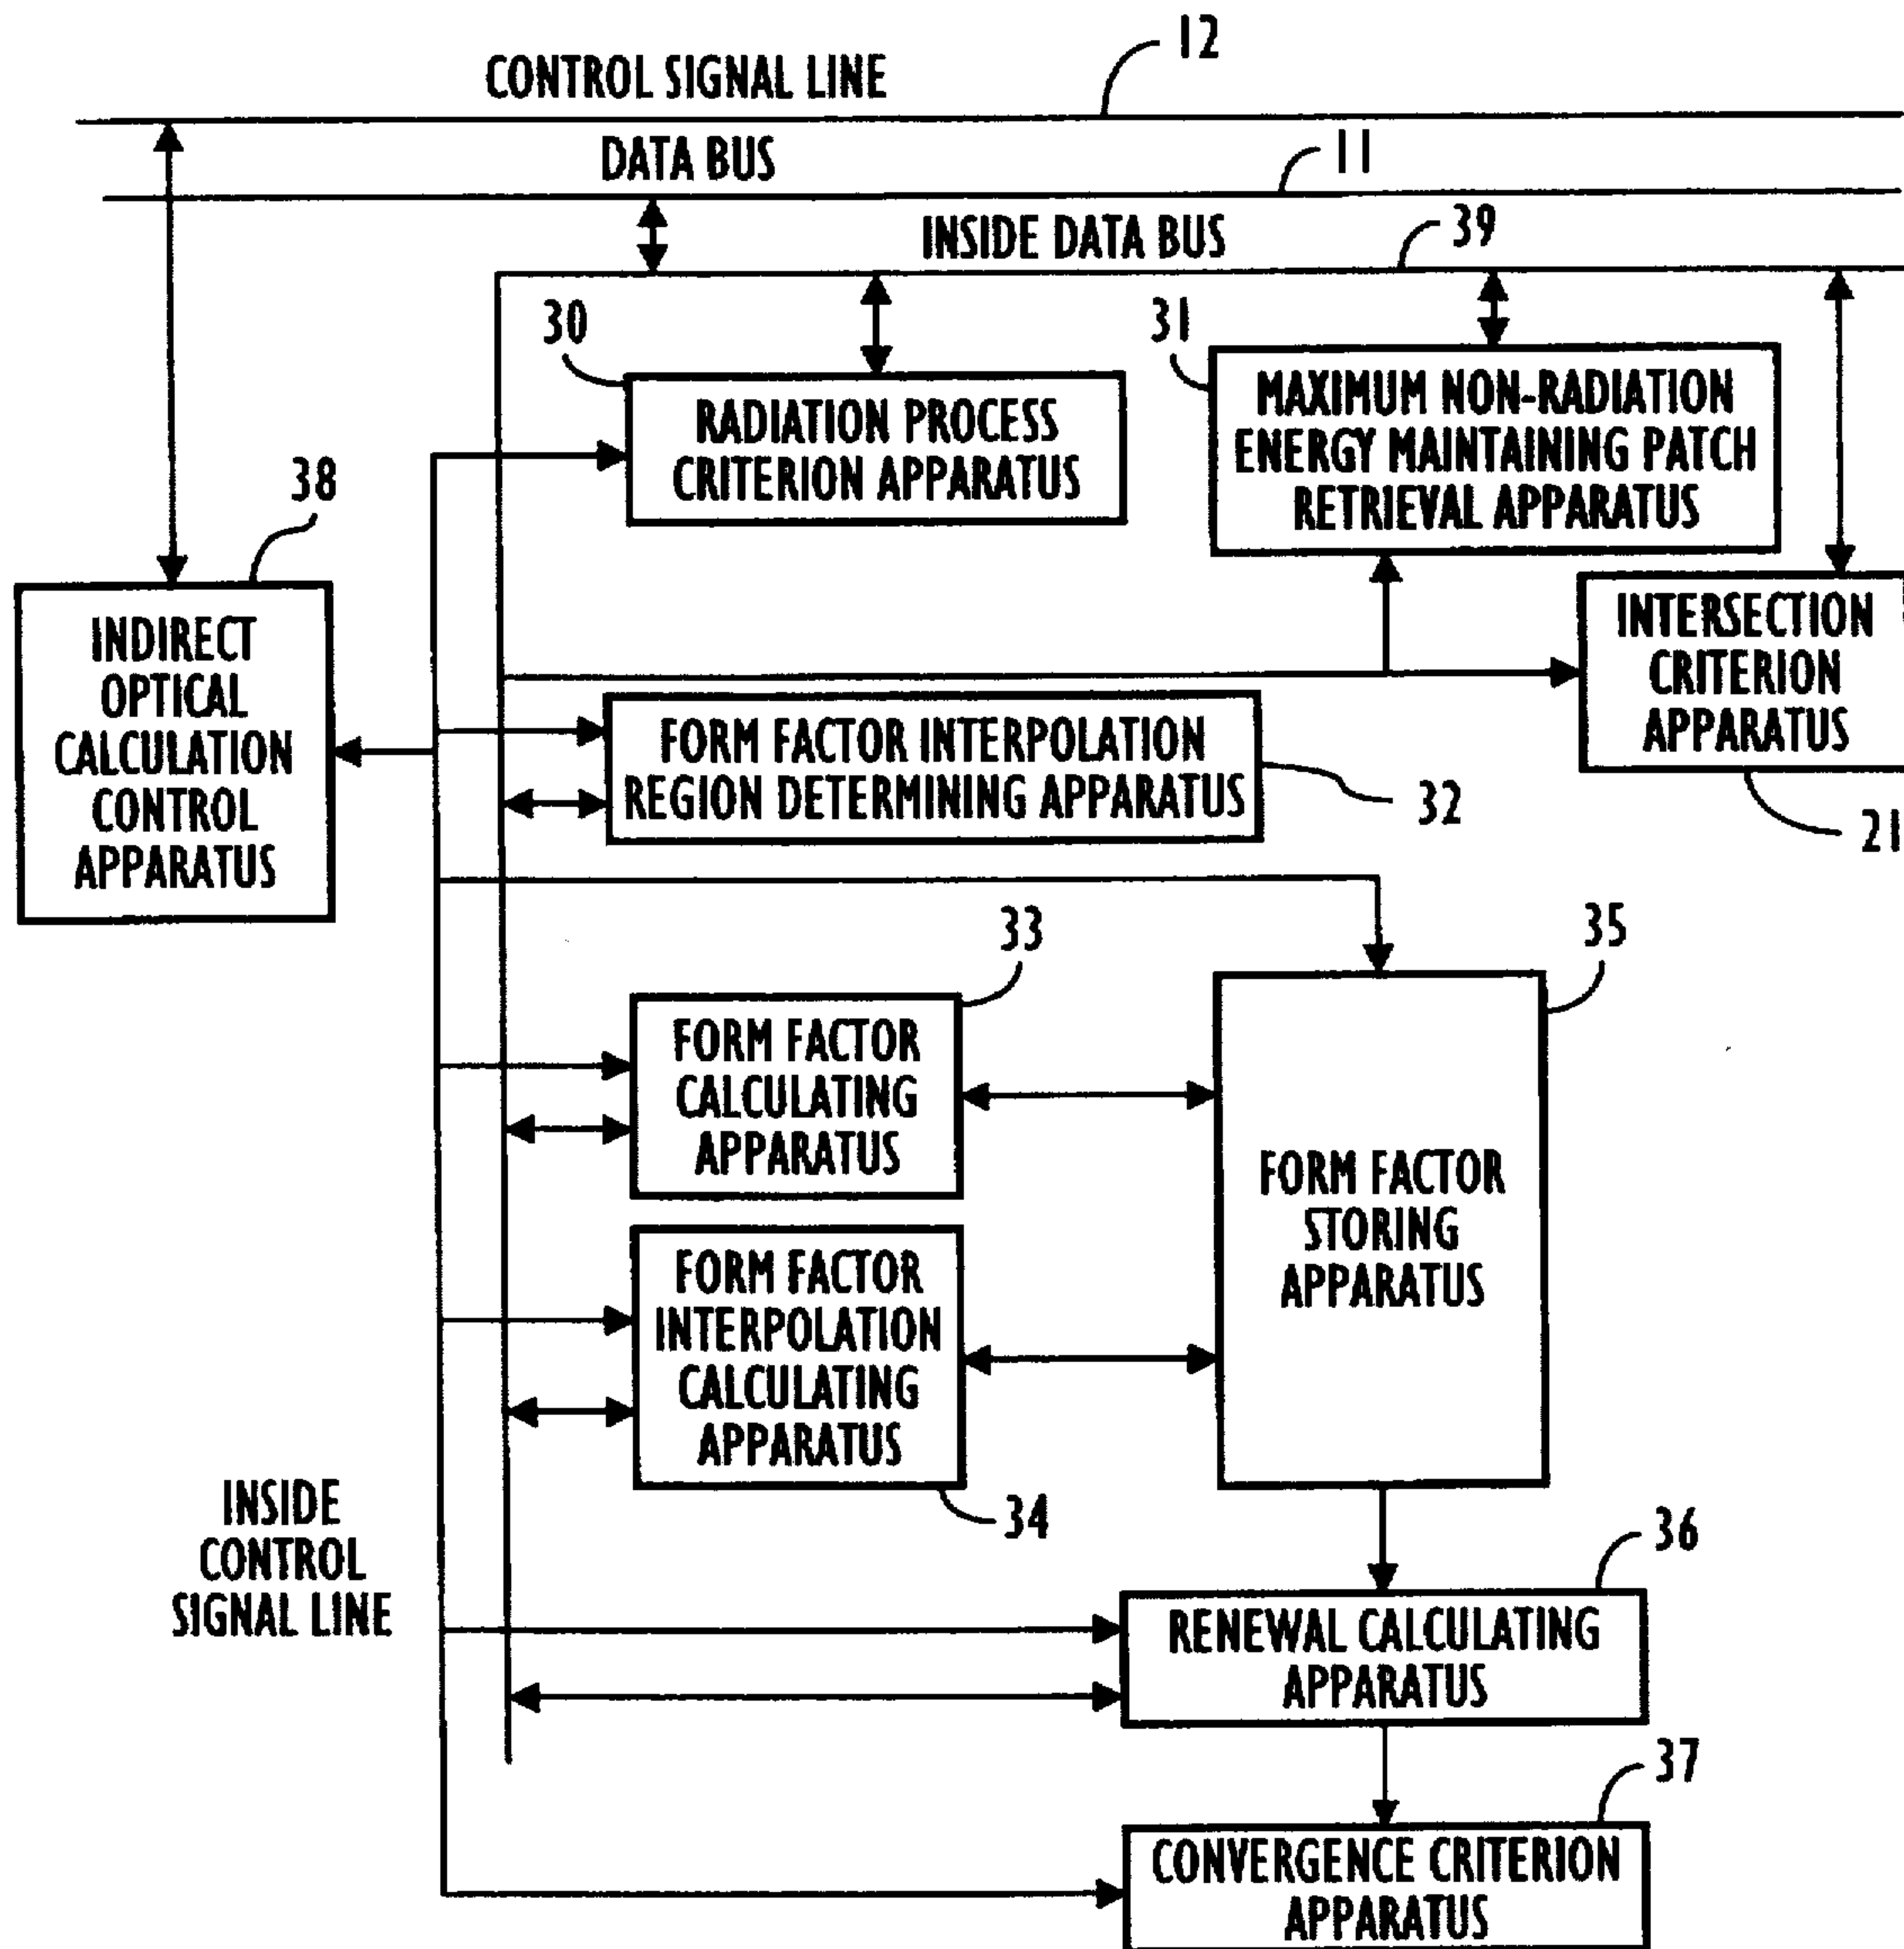 12
CONTROL SIGNAL LINE
DATA BUS
11
INSIDE DATA BUS
39
30
RADIATION PROCESS
CRITERION APPARATUS
31
MAXIMUM NON-RADIATION
ENERGY MAINTAINING PATCH
RETRIEVAL APPARATUS
38
INDIRECT
OPTICAL
CALCULATION
CONTROL
APPARATUS
INTERSECTION
CRITERION
APPARATUS
21
FORM FACTOR INTERPOLATION
REGION DETERMINING APPARATUS
32
33
FORM FACTOR
CALCULATING
APPARATUS
35
FORM FACTOR
STORING
APPARATUS
FORM FACTOR
INTERPOLATION
CALCULATING
APPARATUS
34
INSIDE
CONTROL
SIGNAL LINE
36
RENEWAL CALCULATING
APPARATUS
37
CONVERGENCE CRITERION
APPARATUS